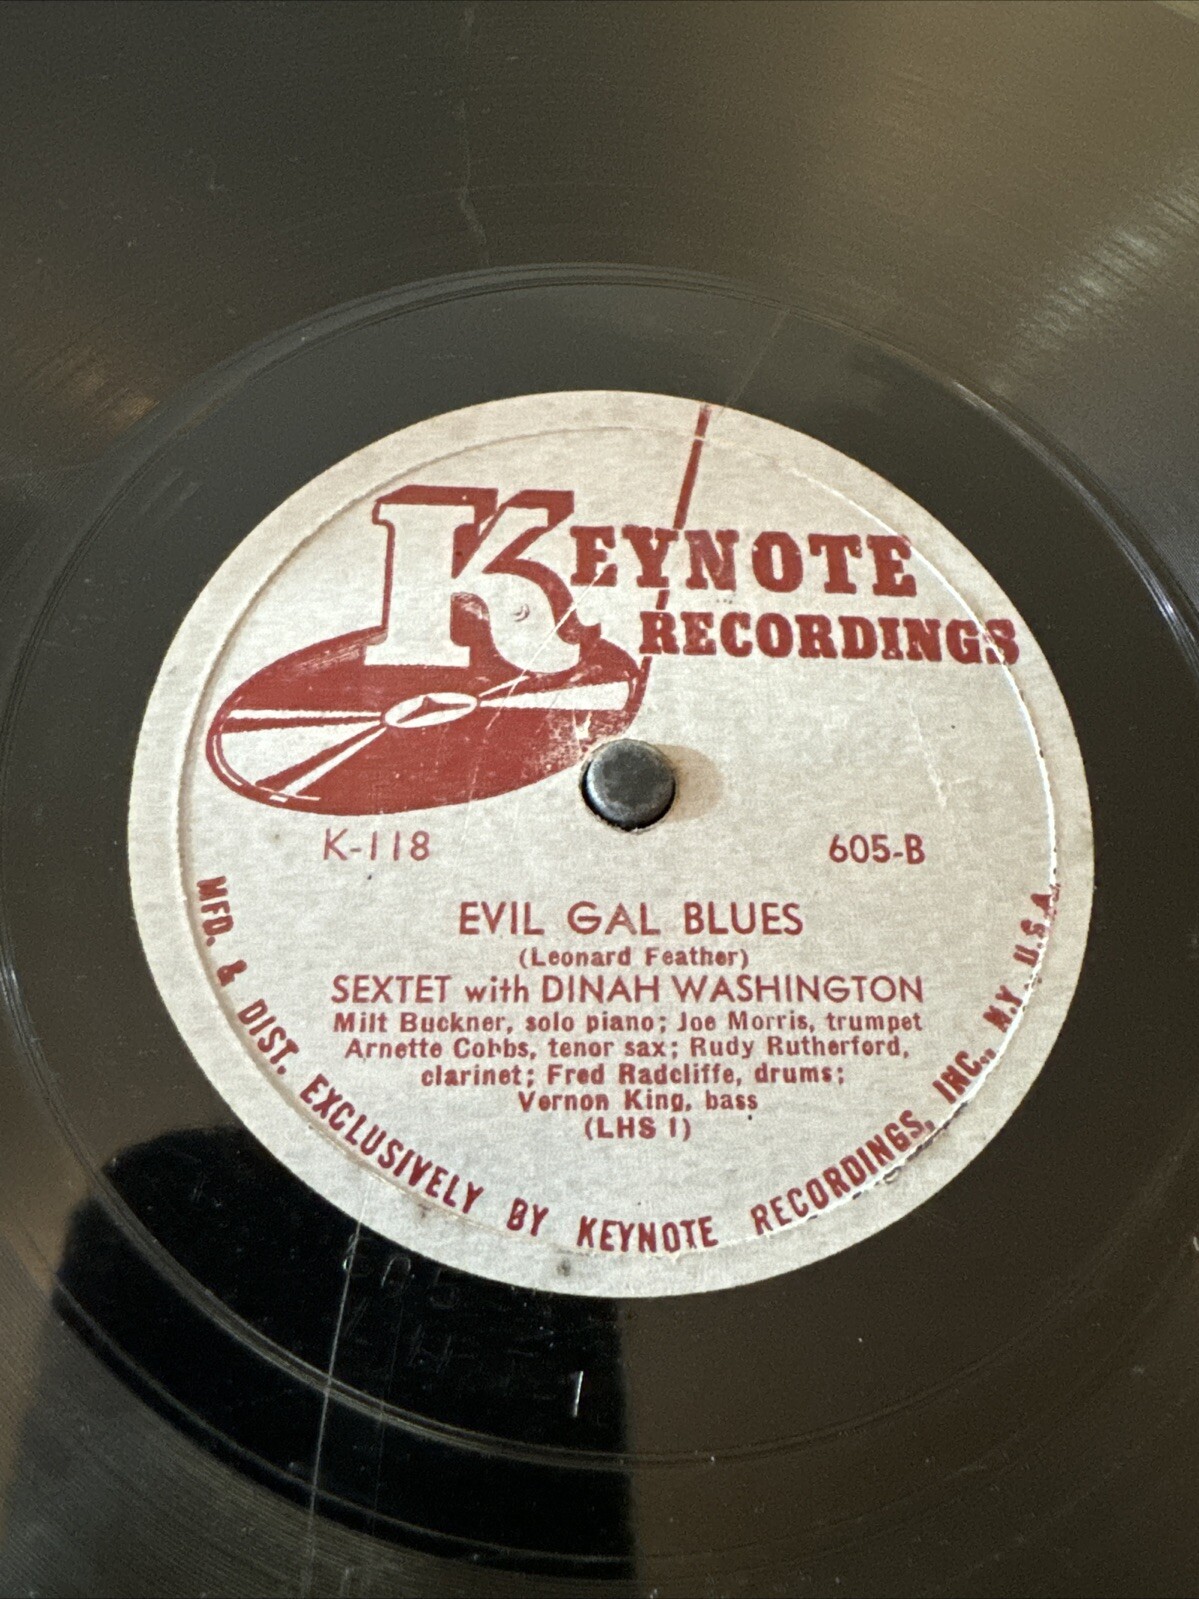 KEYNOTE
RECORDINGS
K-118
605-B
EVIL GAL BLUES
(Leonard Feather)
SEXTET with DINAH WASHINGTON
Milt Buckner, solo piano; Joe Morris, trumpet
Arnette Cobbs, tenor sax; Rudy Rutherford,
clarinet; Fred Radcliffe, drums;
Vernon King, bass
(LHS 1)
MFD. & DIST. EXCLUSIVELY BY KEYNOTE RECORDINGS, INC., N.Y. U.S.A.